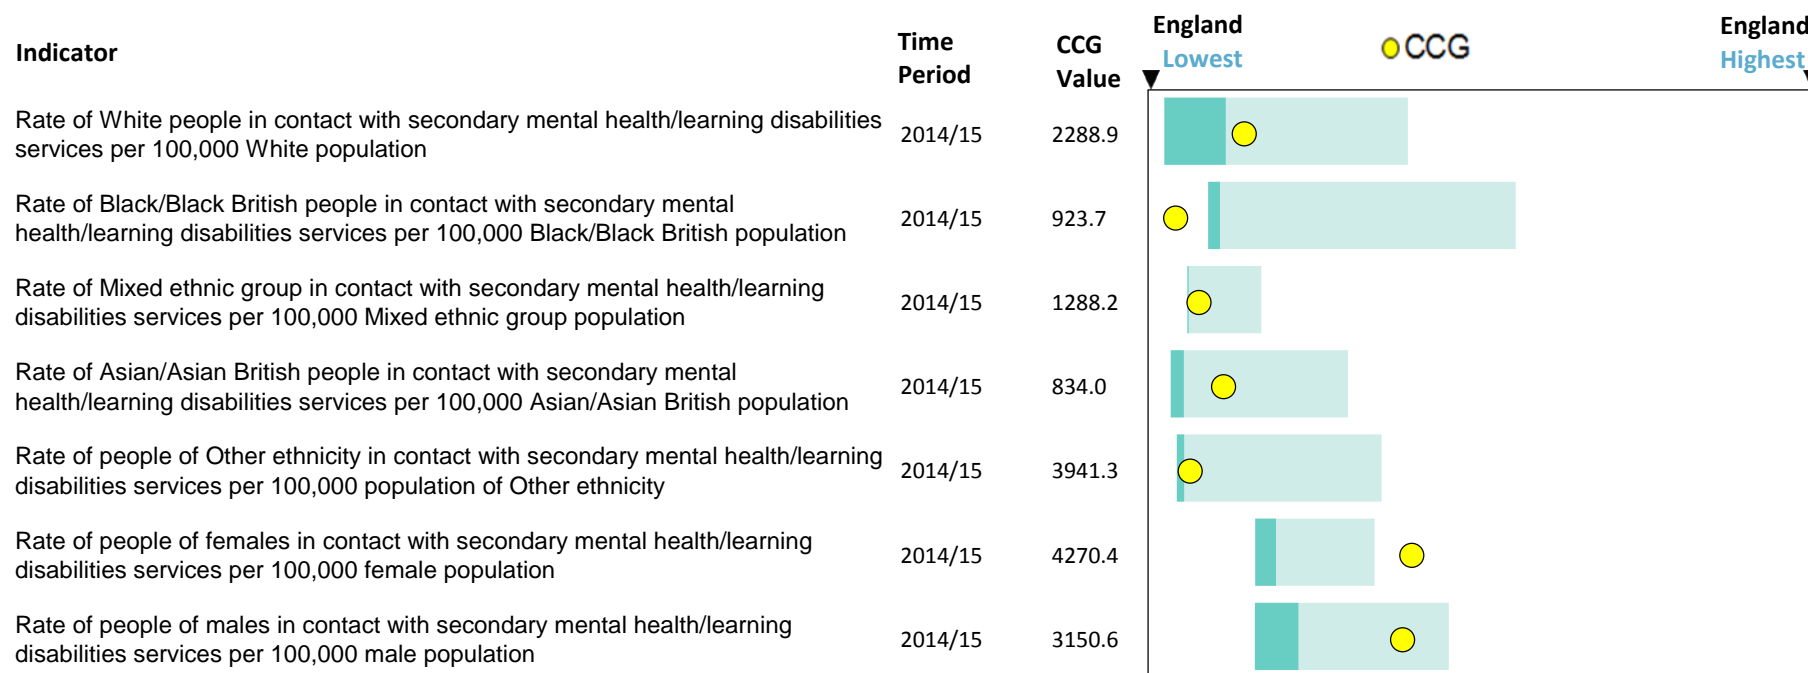 Indicator
Time
Period
CCG
Value
England
Lowest
CCG
England
Highest
Rate of White people in contact with secondary mental health/learning disabilities
services per 100,000 White population
2014/15
2288.9
Rate of Black/Black British people in contact with secondary mental
health/learning disabilities services per 100,000 Black/Black British population
2014/15
923.7
Rate of Mixed ethnic group in contact with secondary mental health/learning
disabilities services per 100,000 Mixed ethnic group population
2014/15
1288.2
Rate of Asian/Asian British people in contact with secondary mental
health/learning disabilities services per 100,000 Asian/Asian British population
2014/15
834.0
Rate of people of Other ethnicity in contact with secondary mental health/learning
disabilities services per 100,000 population of Other ethnicity
2014/15
3941.3
Rate of people of females in contact with secondary mental health/learning
disabilities services per 100,000 female population
2014/15
4270.4
Rate of people of males in contact with secondary mental health/learning
disabilities services per 100,000 male population
2014/15
3150.6